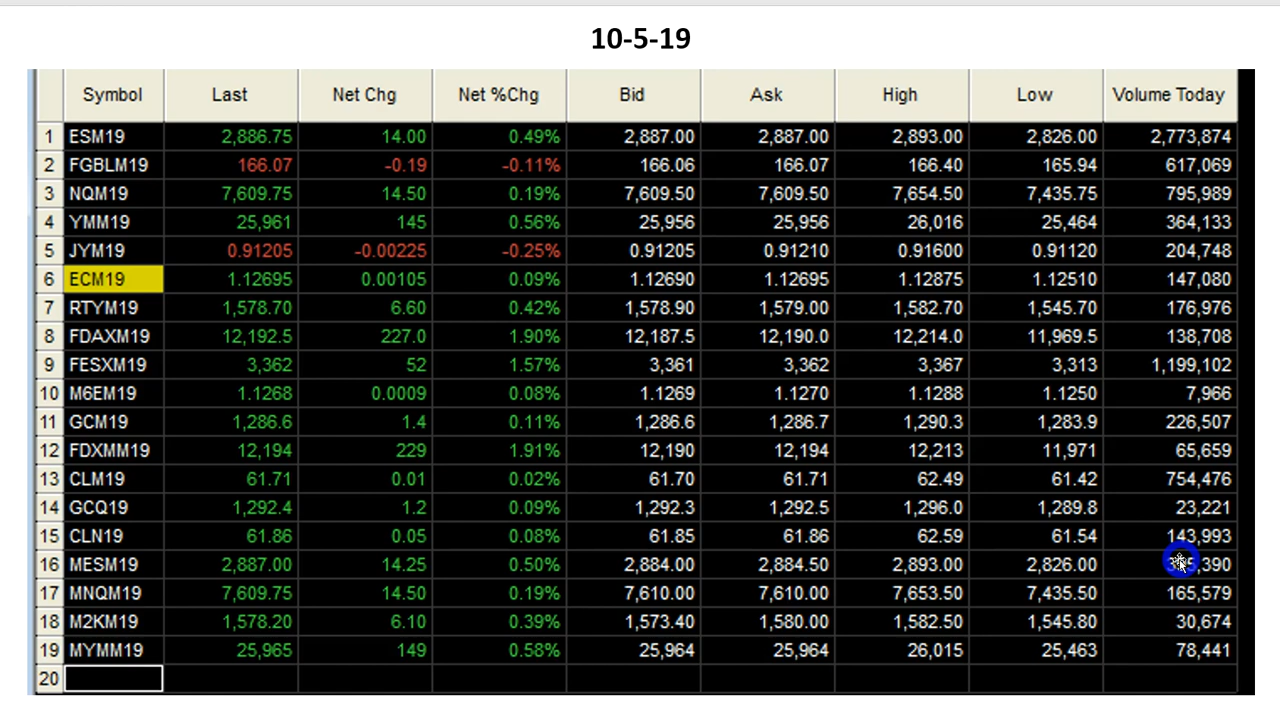 10-5-19
Symbol Last Net Chg Net %Chg Bid Ask High Low Volume Today
1 ESM19 2,886.75 14.00 0.49% 2,887.00 2,887.00 2,893.00 2,826.00 2,773,874
2 FGBLM19 166.07 -0.19 -0.11% 166.06 166.07 166.40 165.94 617,069
3 NQM19 7,609.75 14.50 0.19% 7,609.50 7,609.50 7,654.50 7,435.75 795,989
4 YMM19 25,961 145 0.56% 25,956 25,956 26,016 25,464 364,133
5 JYM19 0.91205 -0.00225 -0.25% 0.91205 0.91210 0.91600 0.91120 204,748
6 ECM19 1.12695 0.00105 0.09% 1.12690 1.12695 1.12875 1.12510 147,080
7 RTYM19 1,578.70 6.60 0.42% 1,578.90 1,579.00 1,582.70 1,545.70 176,976
8 FDAXM19 12,192.5 227.0 1.90% 12,187.5 12,190.0 12,214.0 11,969.5 138,708
9 FESXM19 3,362 52 1.57% 3,361 3,362 3,367 3,313 1,199,102
10 M6EM19 1.1268 0.0009 0.08% 1.1269 1.1270 1.1288 1.1250 7,966
11 GCM19 1,286.6 1.4 0.11% 1,286.6 1,286.7 1,290.3 1,283.9 226,507
12 FDXMM19 12,194 229 1.91% 12,190 12,194 12,213 11,971 65,659
13 CLM19 61.71 0.01 0.02% 61.70 61.71 62.49 61.42 754,476
14 GCQ19 1,292.4 1.2 0.09% 1,292.3 1,292.5 1,296.0 1,289.8 23,221
15 CLN19 61.86 0.05 0.08% 61.85 61.86 62.59 61.54 143,993
16 MESM19 2,887.00 14.25 0.50% 2,884.00 2,884.50 2,893.00 2,826.00
17 MNQM19 7,609.75 14.50 0.19% 7,610.00 7,610.00 7,653.50 7,435.50 165,579
18 M2KM19 1,578.20 6.10 0.39% 1,573.40 1,580.00 1,582.50 1,545.80 30,674
19 MYMM19 25,965 149 0.58% 25,964 25,964 26,015 25,463 78,441
20